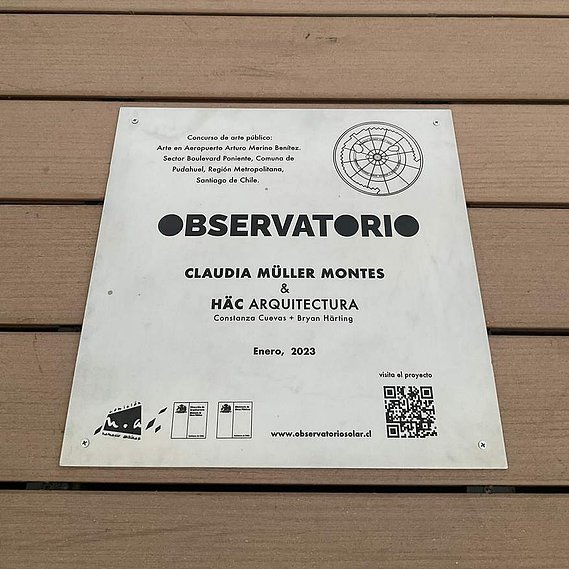 Concurso de arte público:
Arte en Aeropuerto Arturo Merino Benítez.
Sector Boulevard Poniente, Comuna de
Pudahuel, Región Metropolitana,
Santiago de Chile.
OBSERVATORIO
CLAUDIA MÜLLER MONTES
&
HÄC ARQUITECTURA
Constanza Cuevas + Bryan Härting
Enero, 2023
visita el proyecto
www.observatoriosolar.cl